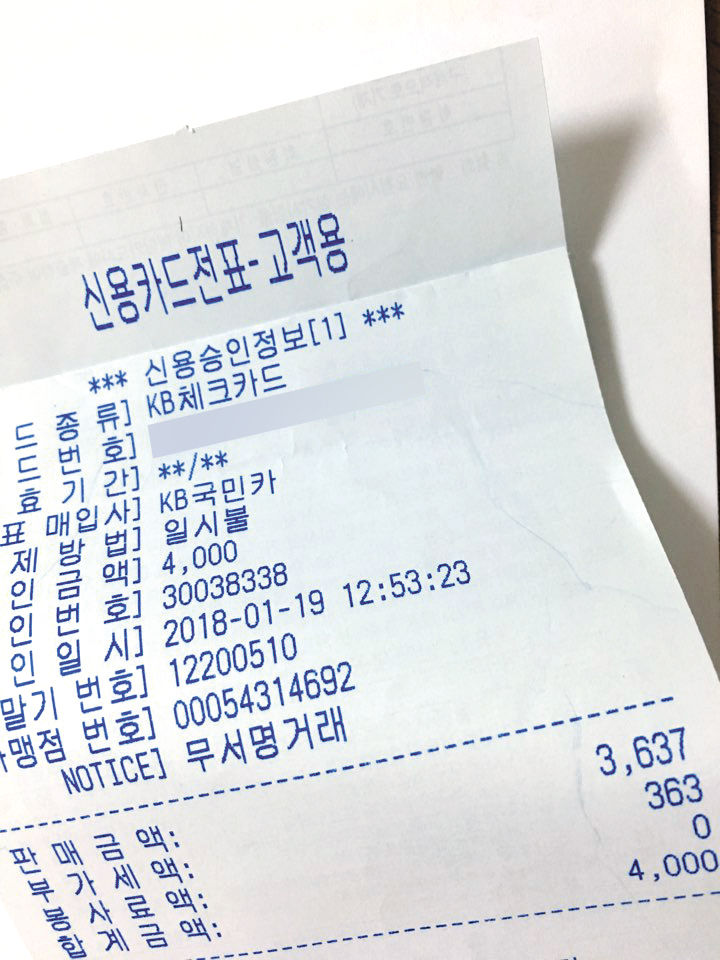 신용카드전표-고객용
*** 신용승인정보[1] ***
드 종 류] KB체크카드
드 번 호]
효 기 간] **/**
표 매입사] KB국민카
제 방 법] 일시불
인 금 액] 4,000
인 번 호] 30038338
인 일 시] 2018-01-19 12:53:23
말기 번호] 12200510
맹점 번호] 00054314692
NOTICE] 무서명거래
판 매 금 액: 3,637
부 가 세 액: 363
봉 사 료 액: 0
합 계 금 액: 4,000